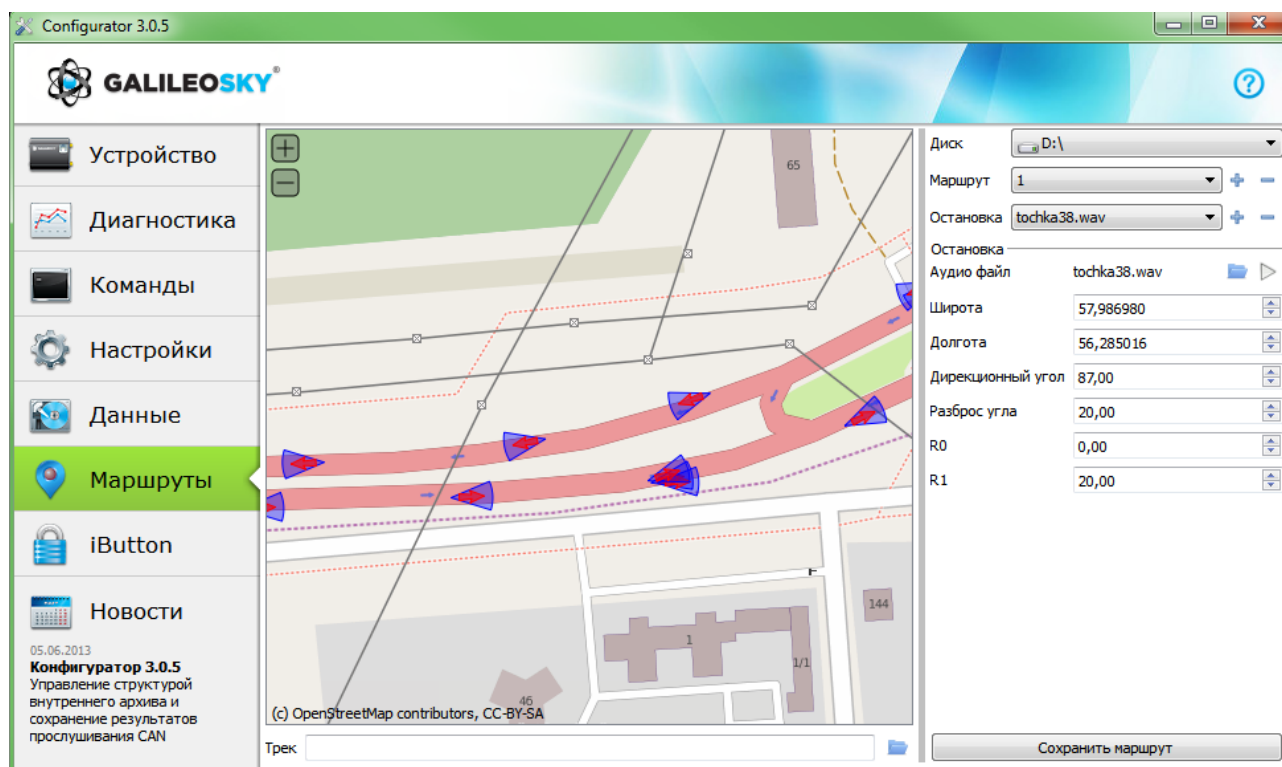 Configurator 3.0.5
GALILEOSKY®
Устройство
Диагностика
Команды
Настройки
Данные
Маршруты
iButton
Новости
05.06.2013
Конфигуратор 3.0.5
Управление структурой
внутреннего архива и
сохранение результатов
прослушивания CAN
65
144
1
1/1
46
(c) OpenStreetMap contributors, CC-BY-SA
Трек
Диск D:\
Маршрут 1
Остановка tochka38.wav
Остановка
Аудио файл tochka38.wav
Широта 57,986980
Долгота 56,285016
Дирекционный угол 87,00
Разброс угла 20,00
R0 0,00
R1 20,00
Сохранить маршрут